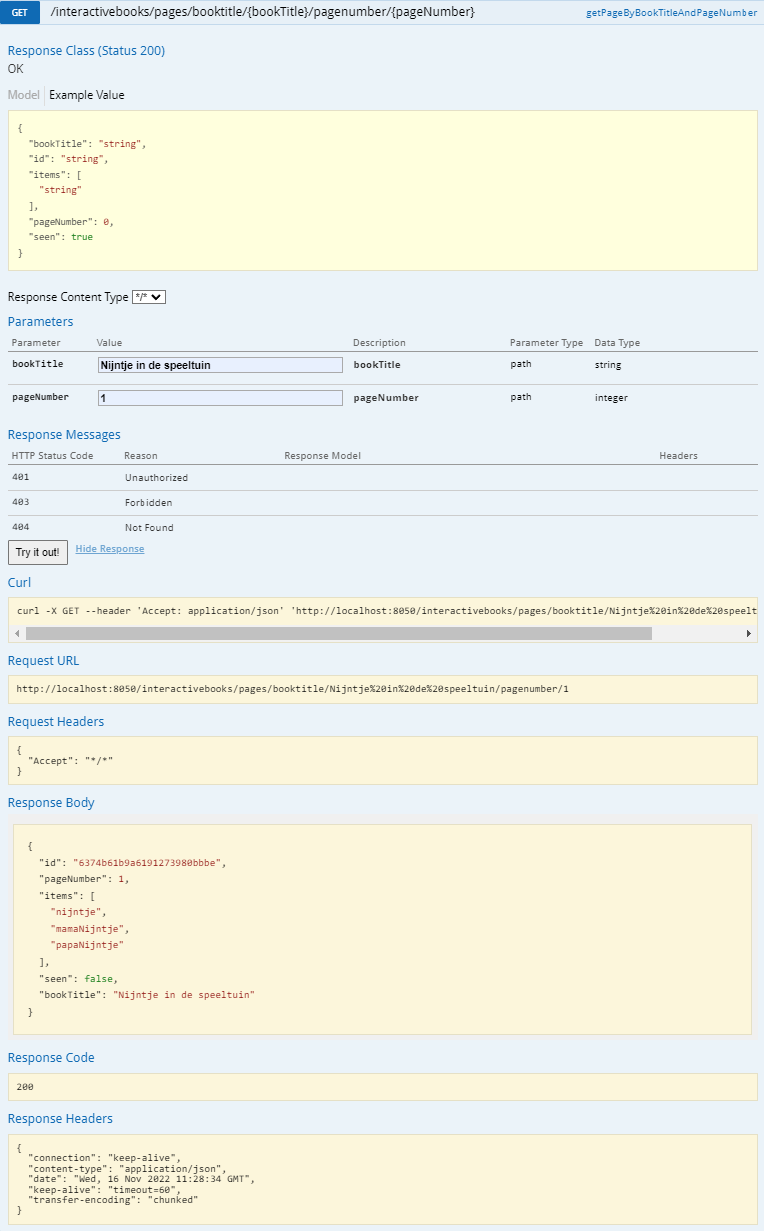 GET /interactivebooks/pages/booktitle/{bookTitle}/pagenumber/{pageNumber} getPageByBookTitleAndPageNumber
Response Class (Status 200)
OK
Model Example Value
{
"bookTitle": "string",
"id": "string",
"items": [
"string"
],
"pageNumber": 0,
"seen": true
}
Response Content Type */*
Parameters
Parameter Value Description Parameter Type Data Type
bookTitle Nijntje in de speeltuin bookTitle path string
pageNumber 1 pageNumber path integer
Response Messages
HTTP Status Code Reason Response Model Headers
401 Unauthorized
403 Forbidden
404 Not Found
Try it out! Hide Response
Curl
curl -X GET --header 'Accept: application/json' 'http://localhost:8050/interactivebooks/pages/booktitle/Nijntje%20in%20de%20speelt
Request URL
http://localhost:8050/interactivebooks/pages/booktitle/Nijntje%20in%20de%20speeltuin/pagenumber/1
Request Headers
{
"Accept": "*/*"
}
Response Body
{
"id": "6374b61b9a6191273980bbbe",
"pageNumber": 1,
"items": [
"nijntje",
"mamaNijntje",
"papaNijntje"
],
"seen": false,
"bookTitle": "Nijntje in de speeltuin"
}
Response Code
200
Response Headers
{
"connection": "keep-alive",
"content-type": "application/json",
"date": "Wed, 16 Nov 2022 11:28:34 GMT",
"keep-alive": "timeout=60",
"transfer-encoding": "chunked"
}